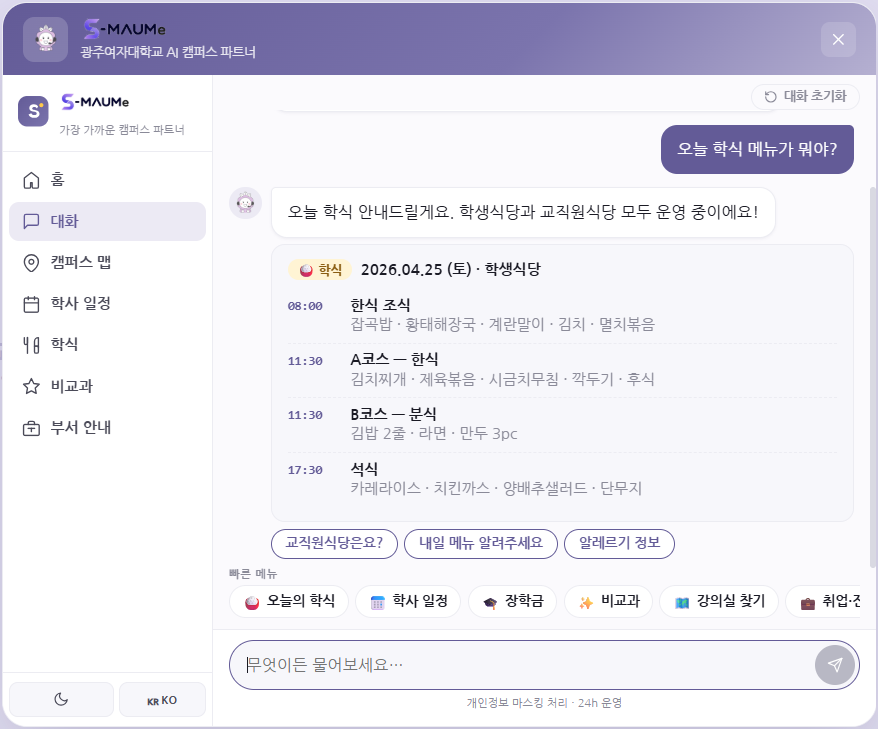 S-MAUMe
광주여자대학교 AI 캠퍼스 파트너
S
S-MAUMe
가장 가까운 캠퍼스 파트너
홈
대화
캠퍼스 맵
학사 일정
학식
비교과
부서 안내
KR KO
대화 초기화
오늘 학식 메뉴가 뭐야?
오늘 학식 안내드릴게요. 학생식당과 교직원식당 모두 운영 중이에요!
학식 2026.04.25 (토) · 학생식당
08:00 한식 조식
잡곡밥 · 황태해장국 · 계란말이 · 김치 · 멸치볶음
11:30 A코스 — 한식
김치찌개 · 제육볶음 · 시금치무침 · 깍두기 · 후식
11:30 B코스 — 분식
김밥 2줄 · 라면 · 만두 3pc
17:30 석식
카레라이스 · 치킨까스 · 양배추샐러드 · 단무지
교직원식당은요? 내일 메뉴 알려주세요 알레르기 정보
빠른 메뉴
오늘의 학식 학사 일정 장학금 비교과 강의실 찾기 취업·
무엇이든 물어보세요…
개인정보 마스킹 처리 · 24h 운영